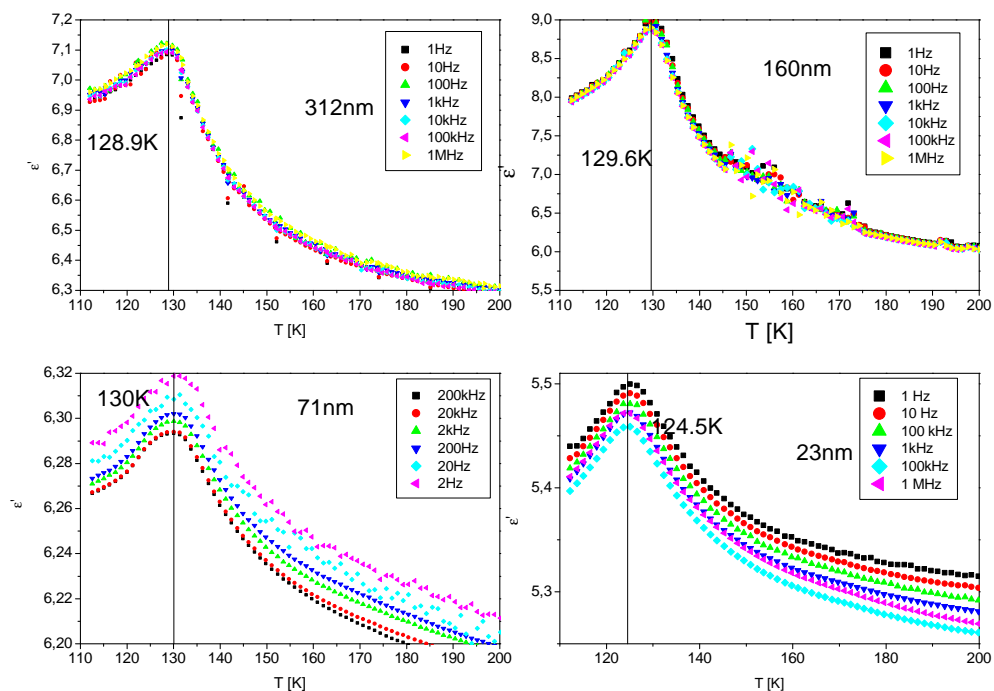 7,2
7,1
7,0
6,9
6,8
6,7
6,6
6,5
6,4
6,3
ε'
110 120 130 140 150 160 170 180 190 200
T [K]
128.9K
312nm
1Hz
10Hz
100Hz
1kHz
10kHz
100kHz
1MHz
9,0
8,5
8,0
7,5
7,0
6,5
6,0
5,5
ε'
110 120 130 140 150 160 170 180 190 200
T [K]
129.6K
160nm
1Hz
10Hz
100Hz
1kHz
10kHz
100kHz
1MHz
6,32
6,30
6,28
6,26
6,24
6,22
6,20
ε'
110 120 130 140 150 160 170 180 190 200
T [K]
130K
71nm
200kHz
20kHz
2kHz
200Hz
20Hz
2Hz
5,5
5,4
5,3
ε'
120 140 160 180 200
T [K]
124.5K
23nm
1 Hz
10 Hz
100 kHz
1kHz
100kHz
1 MHz